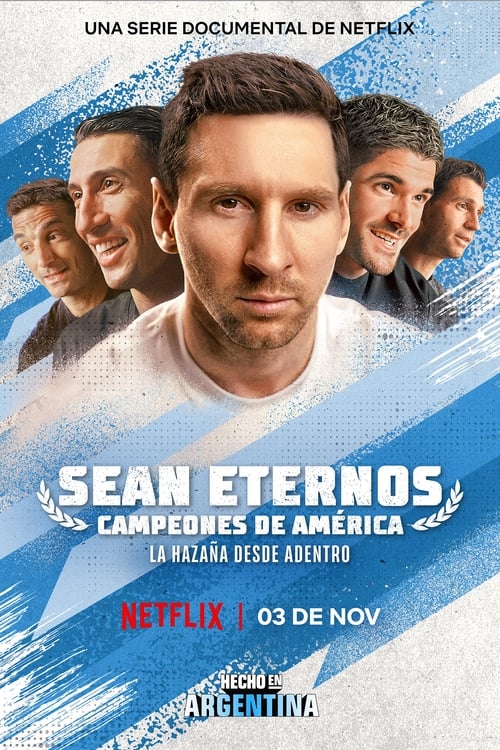 UNA SERIE DOCUMENTAL DE NETFLIX
SEAN ETERNOS
CAMPEONES DE AMÉRICA
LA HAZAÑA DESDE ADENTRO
NETFLIX | 03 DE NOV
HECHO EN
ARGENTINA